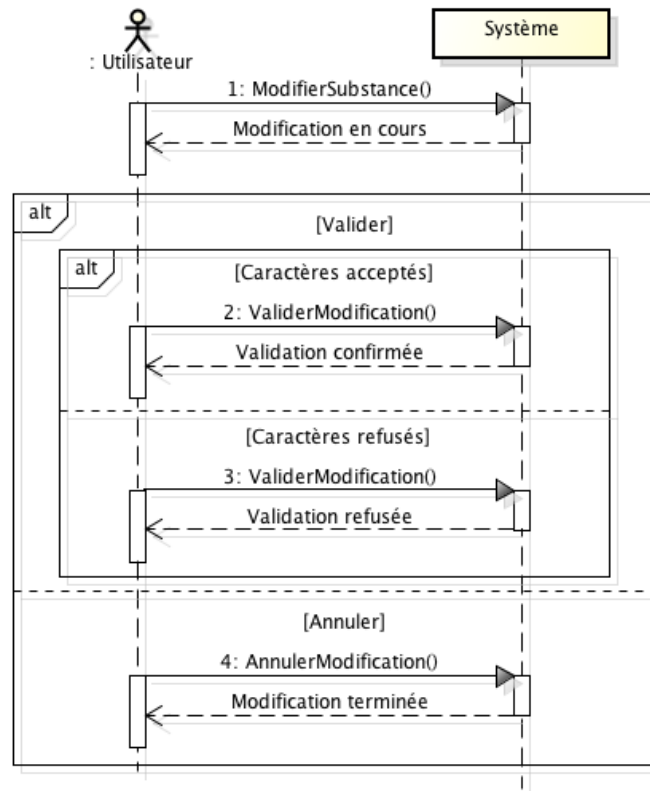 Système
: Utilisateur
1: ModifierSubstance()
Modification en cours
alt
[Valider]
alt
[Caractères acceptés]
2: ValiderModification()
Validation confirmée
[Caractères refusés]
3: ValiderModification()
Validation refusée
[Annuler]
4: AnnulerModification()
Modification terminée